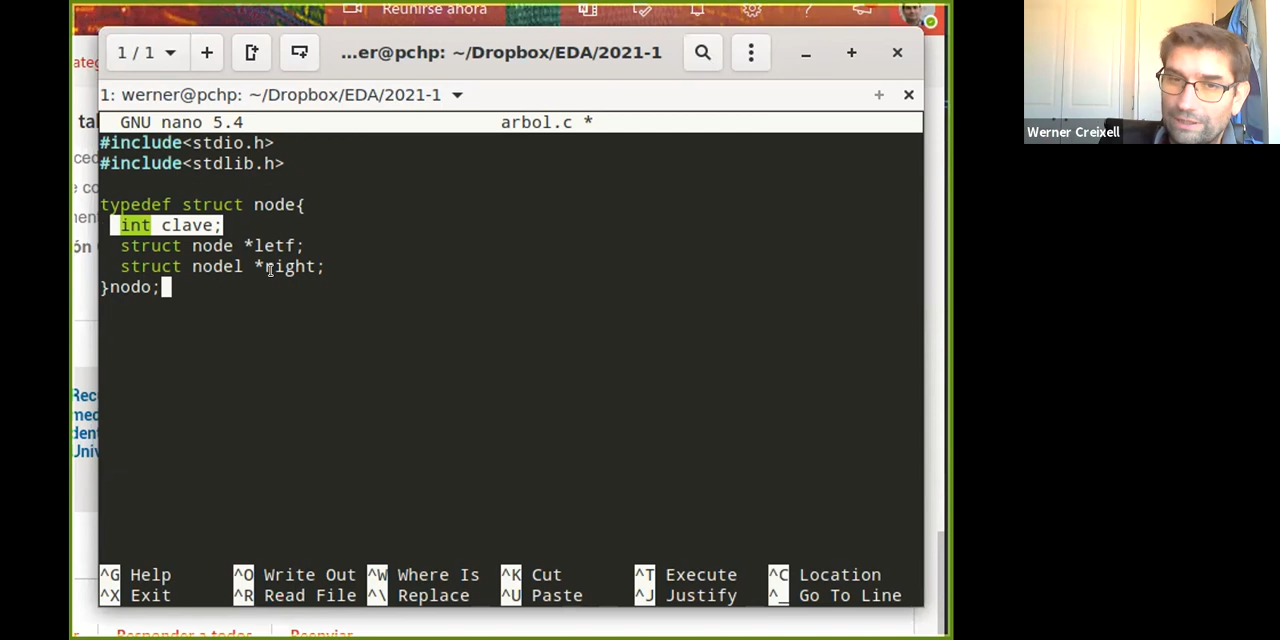 Reunirse ahora
1 / 1
...er@pchp: ~/Dropbox/EDA/2021-1
1: werner@pchp: ~/Dropbox/EDA/2021-1
GNU nano 5.4 arbol.c *
#include<stdio.h>
#include<stdlib.h>
typedef struct node{
int clave;
struct node *letf;
struct nodel *right;
}nodo;
^G Help ^O Write Out ^W Where Is ^K Cut ^T Execute ^C Location
^X Exit ^R Read File ^\ Replace ^U Paste ^J Justify ^_ Go To Line
Werner Creixell
Responder a todos Reenviar